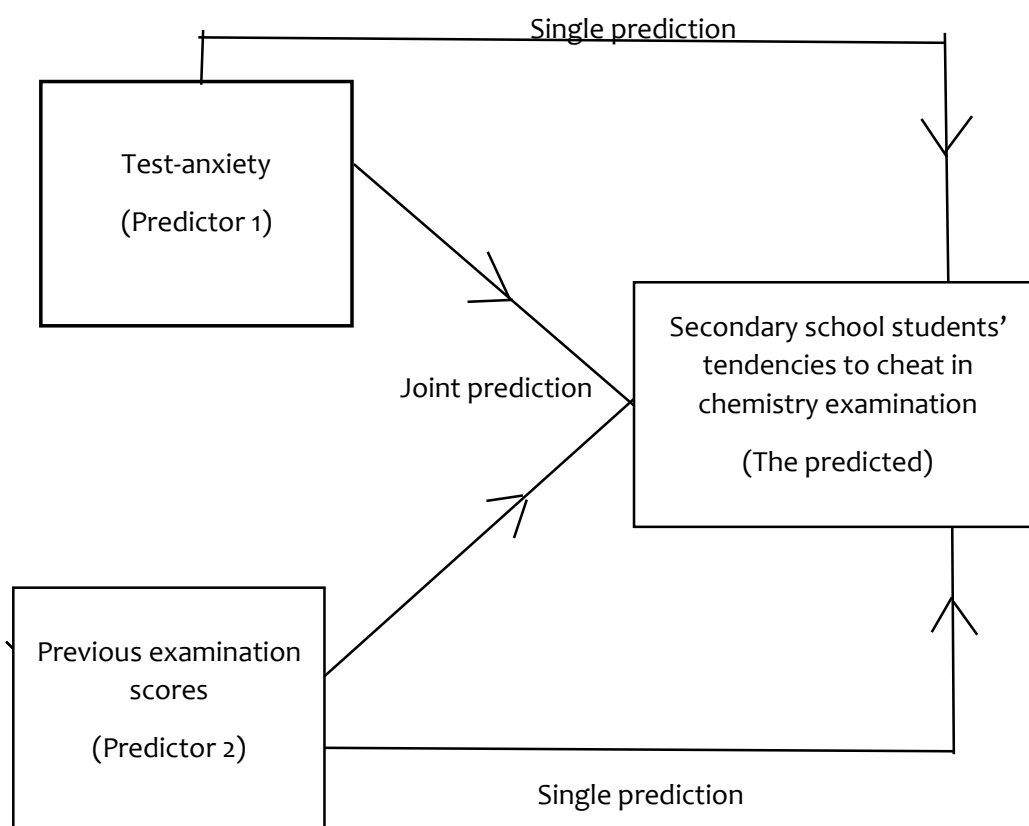 Single prediction
Test-anxiety
(Predictor 1)
Joint prediction
Secondary school students’
tendencies to cheat in
chemistry examination
(The predicted)
Previous examination
scores
(Predictor 2)
Single prediction